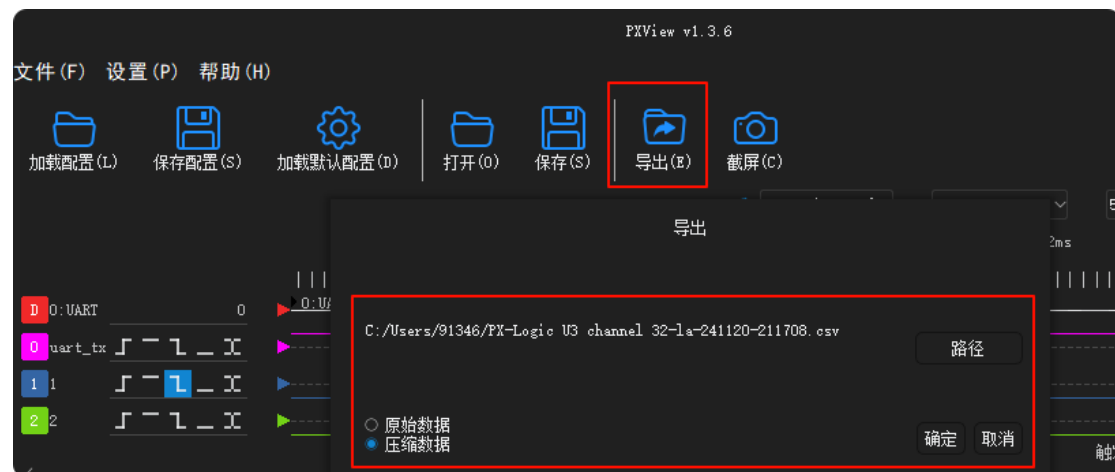 PXView v1.3.6
文件(F) 设置(P) 帮助(H)
加载配置(L) 保存配置(S) 加载默认配置(D) 打开(O) 保存(S) 导出(E) 截屏(C)
导出
2ms
D 0:UART 0
0:UA
C:/Users/91346/PX-Logic U3 channel 32-la-241120-211708.csv
路径
0 uart_tx
1 1
2 2
原始数据
压缩数据
确定 取消